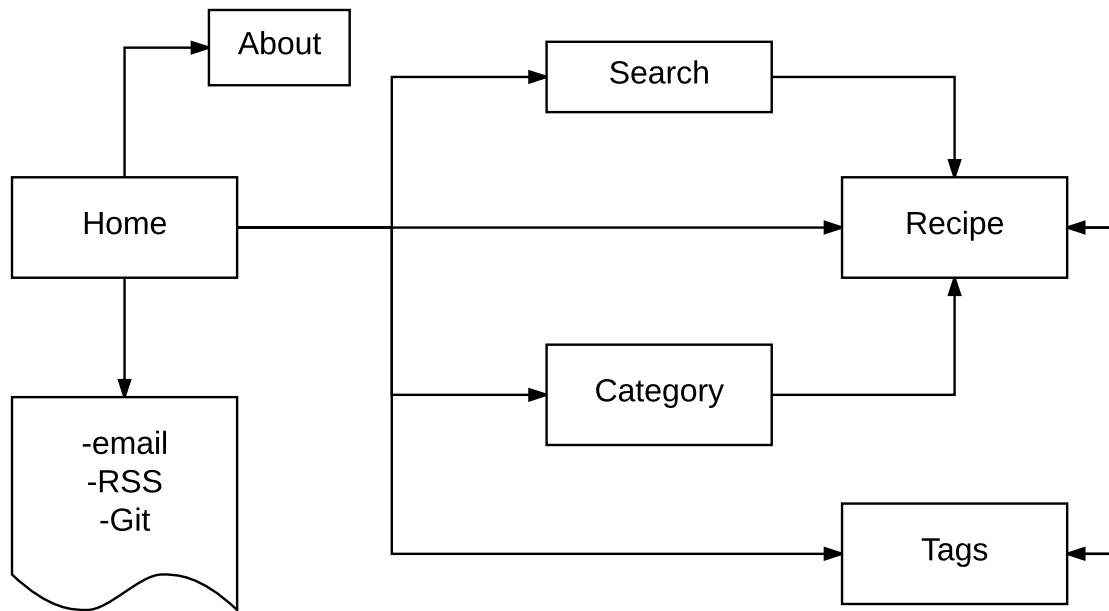 About
Search
Home
Recipe
Category
-email
-RSS
-Git
Tags